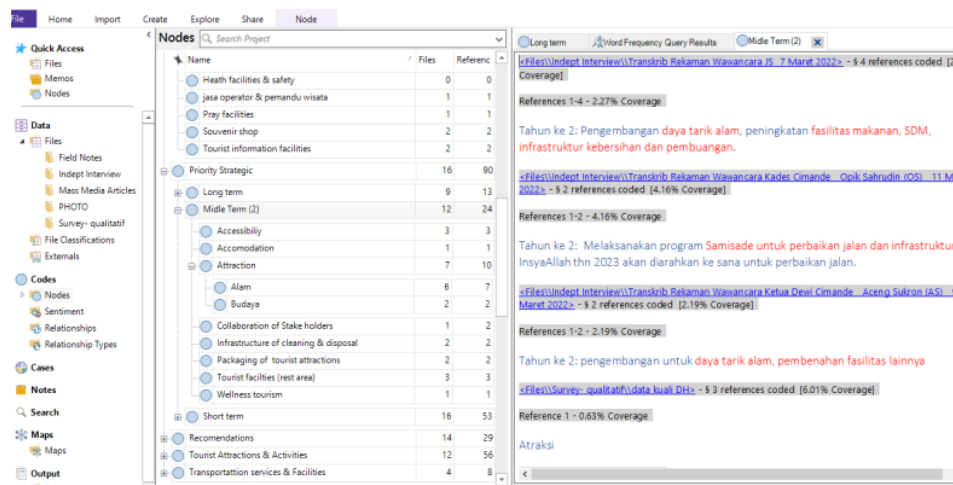 File Home Import Create Explore Share Node
Quick Access
Files
Memos
Nodes
Data
Files
Field Notes
Indept Interview
Mass Media Articles
PHOTO
Survey- qualitatif
File Classifications
Externals
Codes
Nodes
Sentiment
Relationships
Relationship Types
Cases
Notes
Search
Maps
Maps
Output
Nodes Search Project
Name Files Referenc
Heath facilities & safety 0 0
jasa operator & pemandu wisata 1 1
Pray facilities 1 1
Souvenir shop 2 2
Tourist information facilities 2 2
Priority Strategic 16 90
Long term 9 13
Midle Term (2) 12 24
Accessibiliy 3 3
Accomodation 1 1
Attraction 7 10
Alam 6 7
Budaya 2 2
Collaboration of Stake holders 1 2
Infrastructure of cleaning & disposal 2 2
Packaging of tourist attractions 2 2
Tourist facilties (rest area) 3 3
Wellness tourism 1 1
Short term 16 53
Recomendations 14 29
Tourist Attractions & Activities 12 56
Transportattion services & Facilities 4 8
Long term Word Frequency Query Results Midle Term (2)
<Files\\Indept Interview\\Transkrib Rekaman Wawancara JS 7 Maret 2022> - § 4 references coded [2
Coverage]
References 1-4 - 2.27% Coverage
Tahun ke 2: Pengembangan daya tarik alam, peningkatan fasilitas makanan, SDM,
infrastruktur kebersihan dan pembuangan.
<Files\\Indept Interview\\Transkrib Rekaman Wawancara Kades Cimande Opik Sahrudin (OS) 11 M
2022> - § 2 references coded [4.16% Coverage]
References 1-2 - 4.16% Coverage
Tahun ke 2: Melaksanakan program Samisade untuk perbaikan jalan dan infrastruktu
InsyaAllah thn 2023 akan diarahkan ke sana untuk perbaikan jalan.
<Files\\Indept Interview\\Transkrib Rekaman Wawancara Ketua Dewi Cimande Aceng Sukron (AS)
Maret 2022> - § 2 references coded [2.19% Coverage]
References 1-2 - 2.19% Coverage
Tahun ke 2: pengembangan untuk daya tarik alam, pembenahan fasilitas lainnya
<Files\\Survey- qualitatif\\data kuali DH> - § 3 references coded [6.01% Coverage]
Reference 1 - 0.63% Coverage
Atraksi